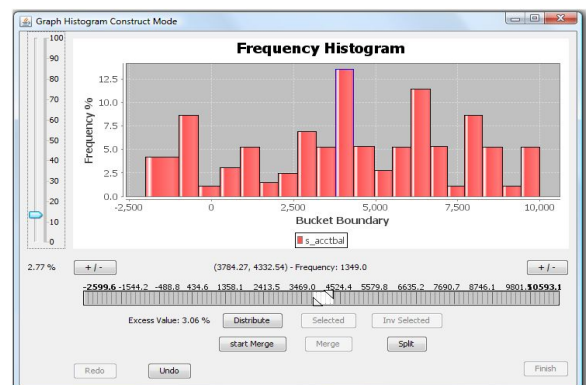 Graph Histogram Construct Mode
Frequency Histogram
100
90
80
70
60
50
40
30
20
10
0
Frequency %
12.5
10.0
7.5
5.0
2.5
0.0
-2,500 0 2,500 5,000 7,500 10,000
Bucket Boundary
s_acctbal
2.77 % + / - (3784.27, 4332.54) - Frequency: 1349.0 + / -
-2599.6 -1544.2 -488.8 434.6 1358.1 2413.5 3469.0 4524.4 5579.8 6635.2 7690.7 8746.1 9801.5 10593.1
Excess Value: 3.06 % Distribute Selected Inv Selected
start Merge Merge Split
Redo Undo Finish